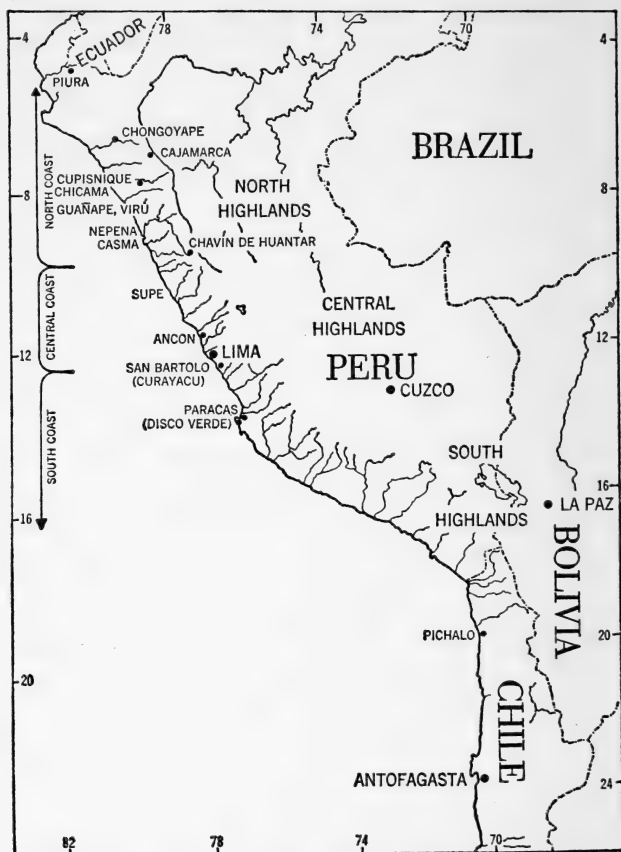 78
74
70
4
4
ECUADOR
PIURA
CHONGOYAPE
CAJAMARCA
BRAZIL
CUPISNIQUE
CHICAMA
NORTH
HIGHLANDS
8
8
NORTH COAST
GUAÑAPE, VIRÚ
NEPENA
CASMA
CHAVÍN DE HUANTAR
CENTRAL COAST
SUPE
CENTRAL
HIGHLANDS
ANCON
LIMA
PERU
12
12
SAN BARTOLO
(CURAYACU)
CUZCO
SOUTH COAST
PARACAS
(DISCO VERDE)
SOUTH
HIGHLANDS
16
16
LA PAZ
BOLIVIA
PICHALO
20
20
CHILE
ANTOFAGASTA
24
82
78
74
70